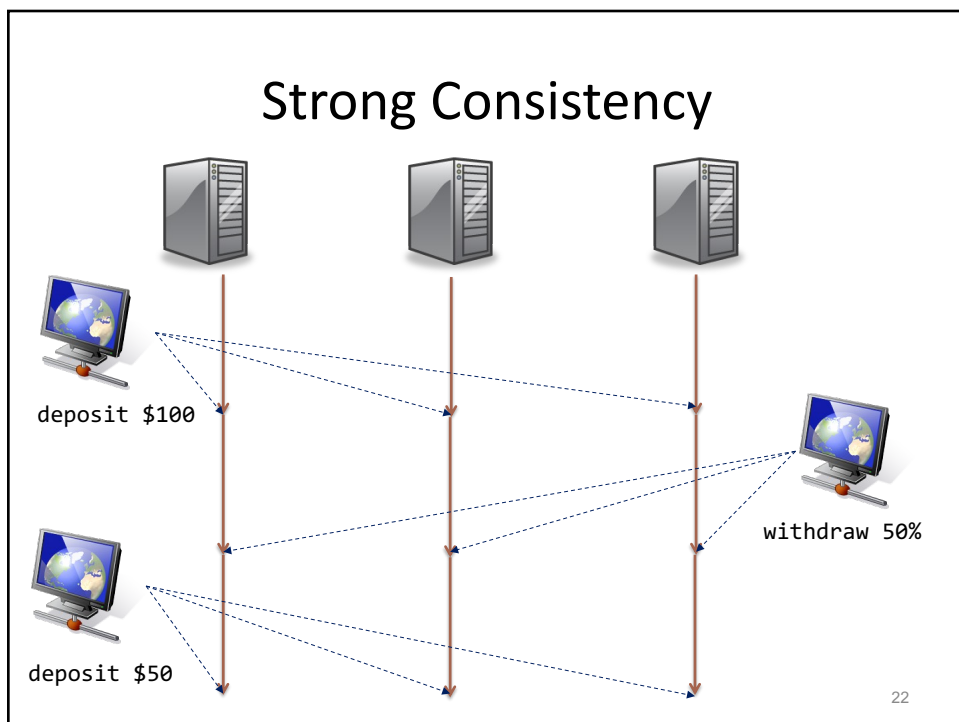 Strong Consistency
deposit $100
withdraw 50%
deposit $50
22